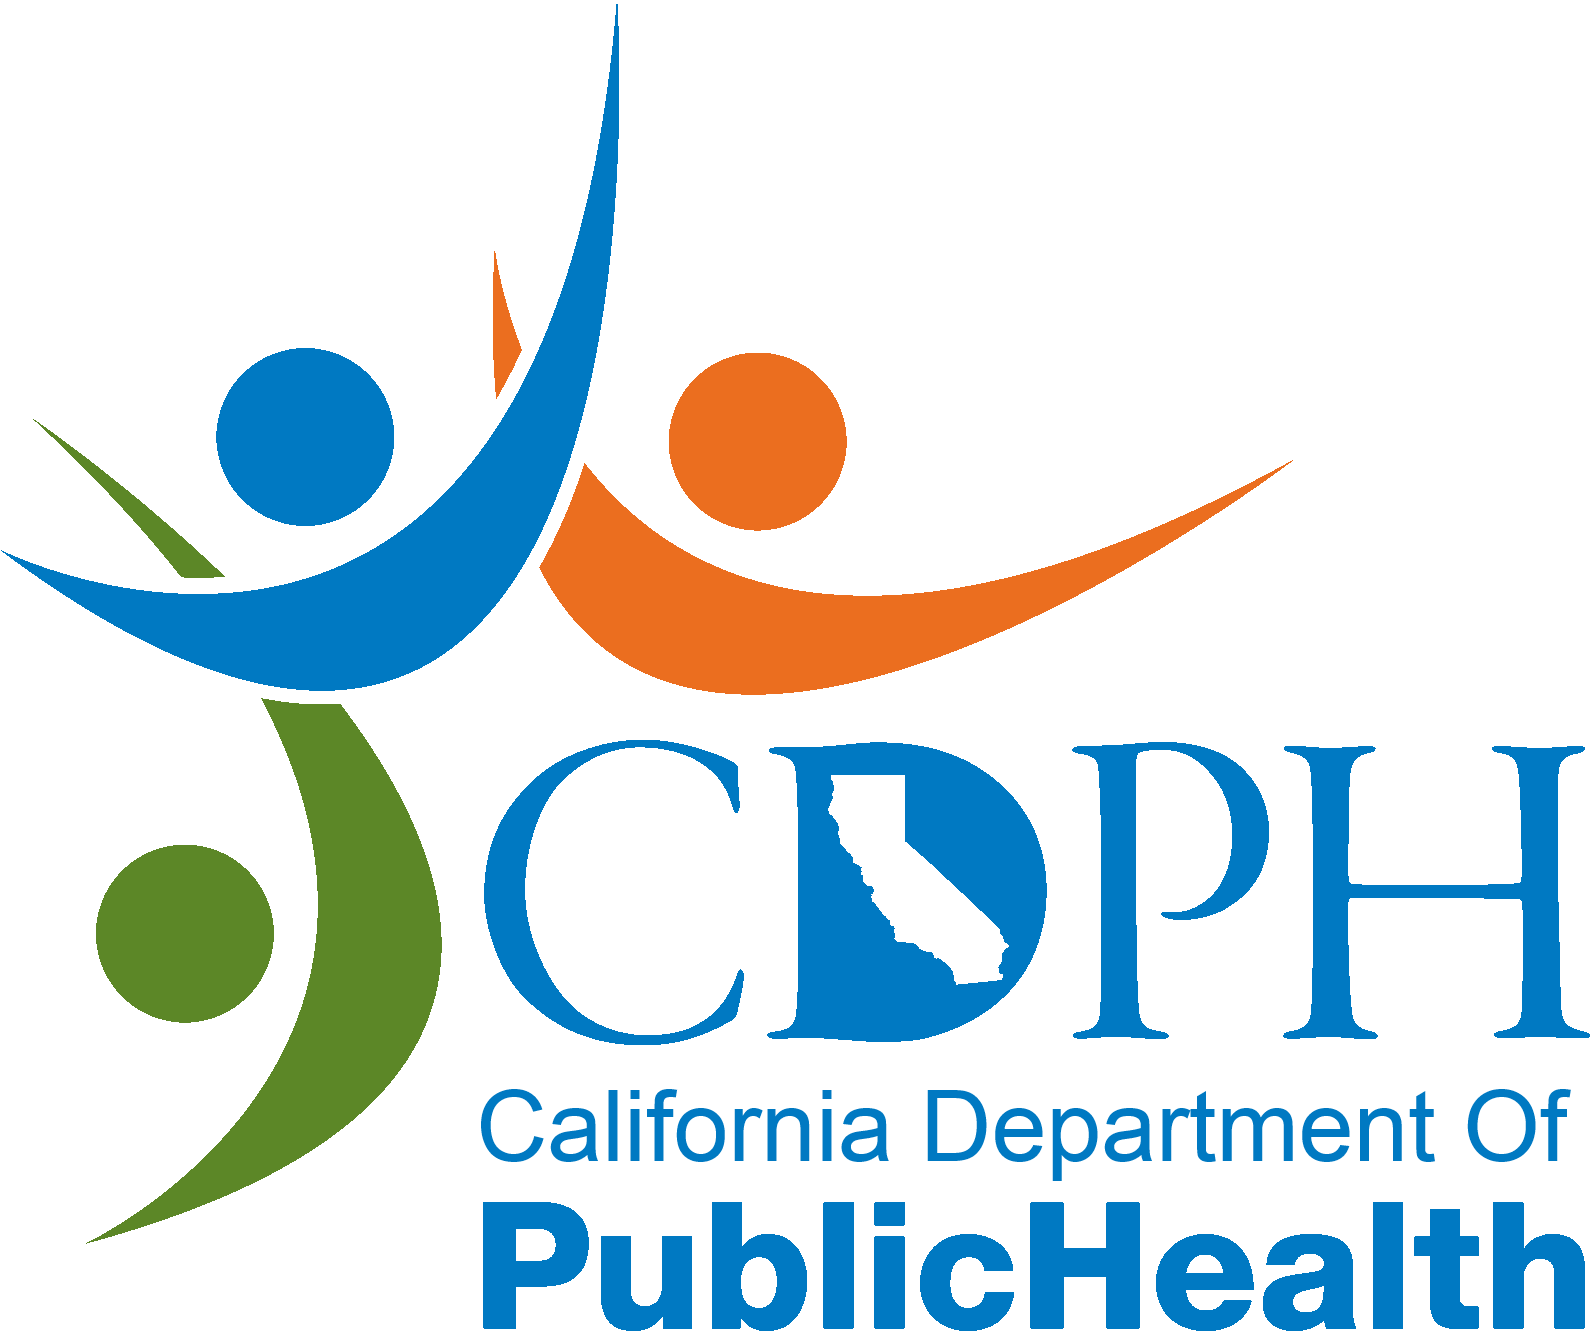 CDPH
California Department Of
PublicHealth